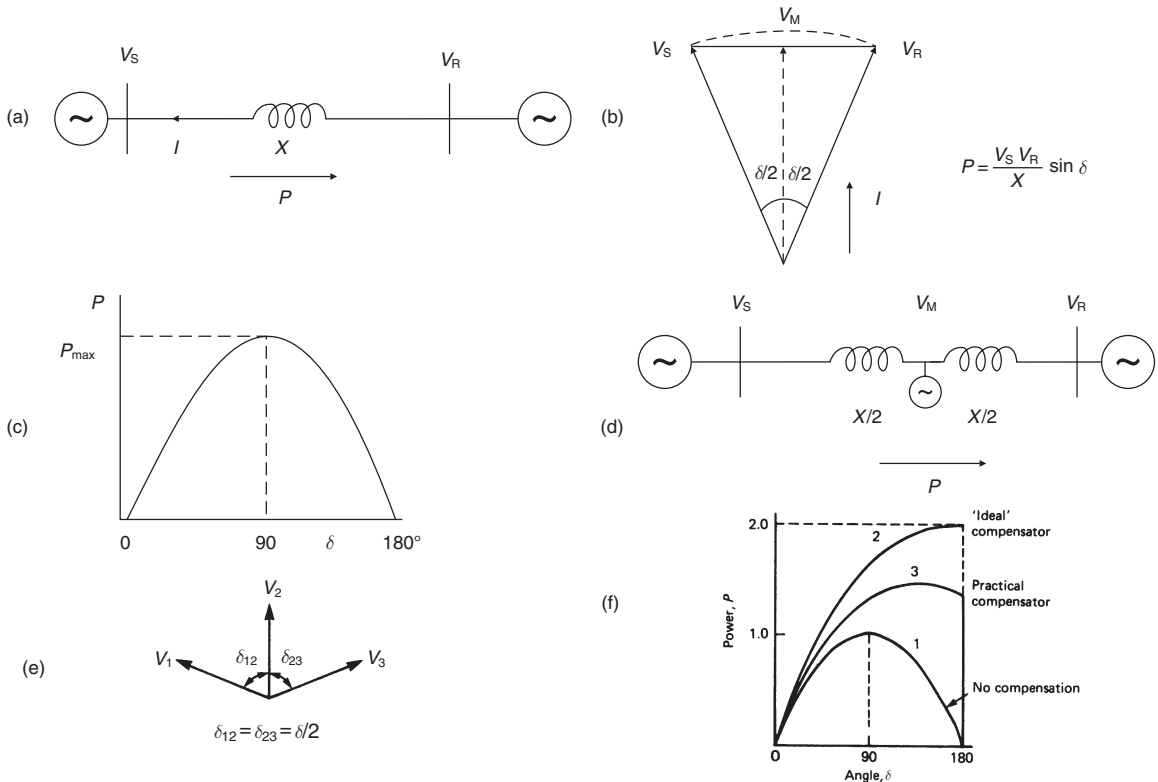 (a)
V_S
V_R
I
X
P
(b)
V_M
V_S
V_R
δ/2 δ/2
I
P = V_S V_R / X sin δ
(c)
P
P_max
0 90 δ 180°
(d)
V_S V_M V_R
X/2 X/2
P
(e)
V_2
V_1 δ_12 δ_23 V_3
δ_12 = δ_23 = δ/2
(f)
Power, P
2.0
1.0
2
3
1
'Ideal'
compensator
Practical
compensator
No compensation
0 90 180
Angle, δ